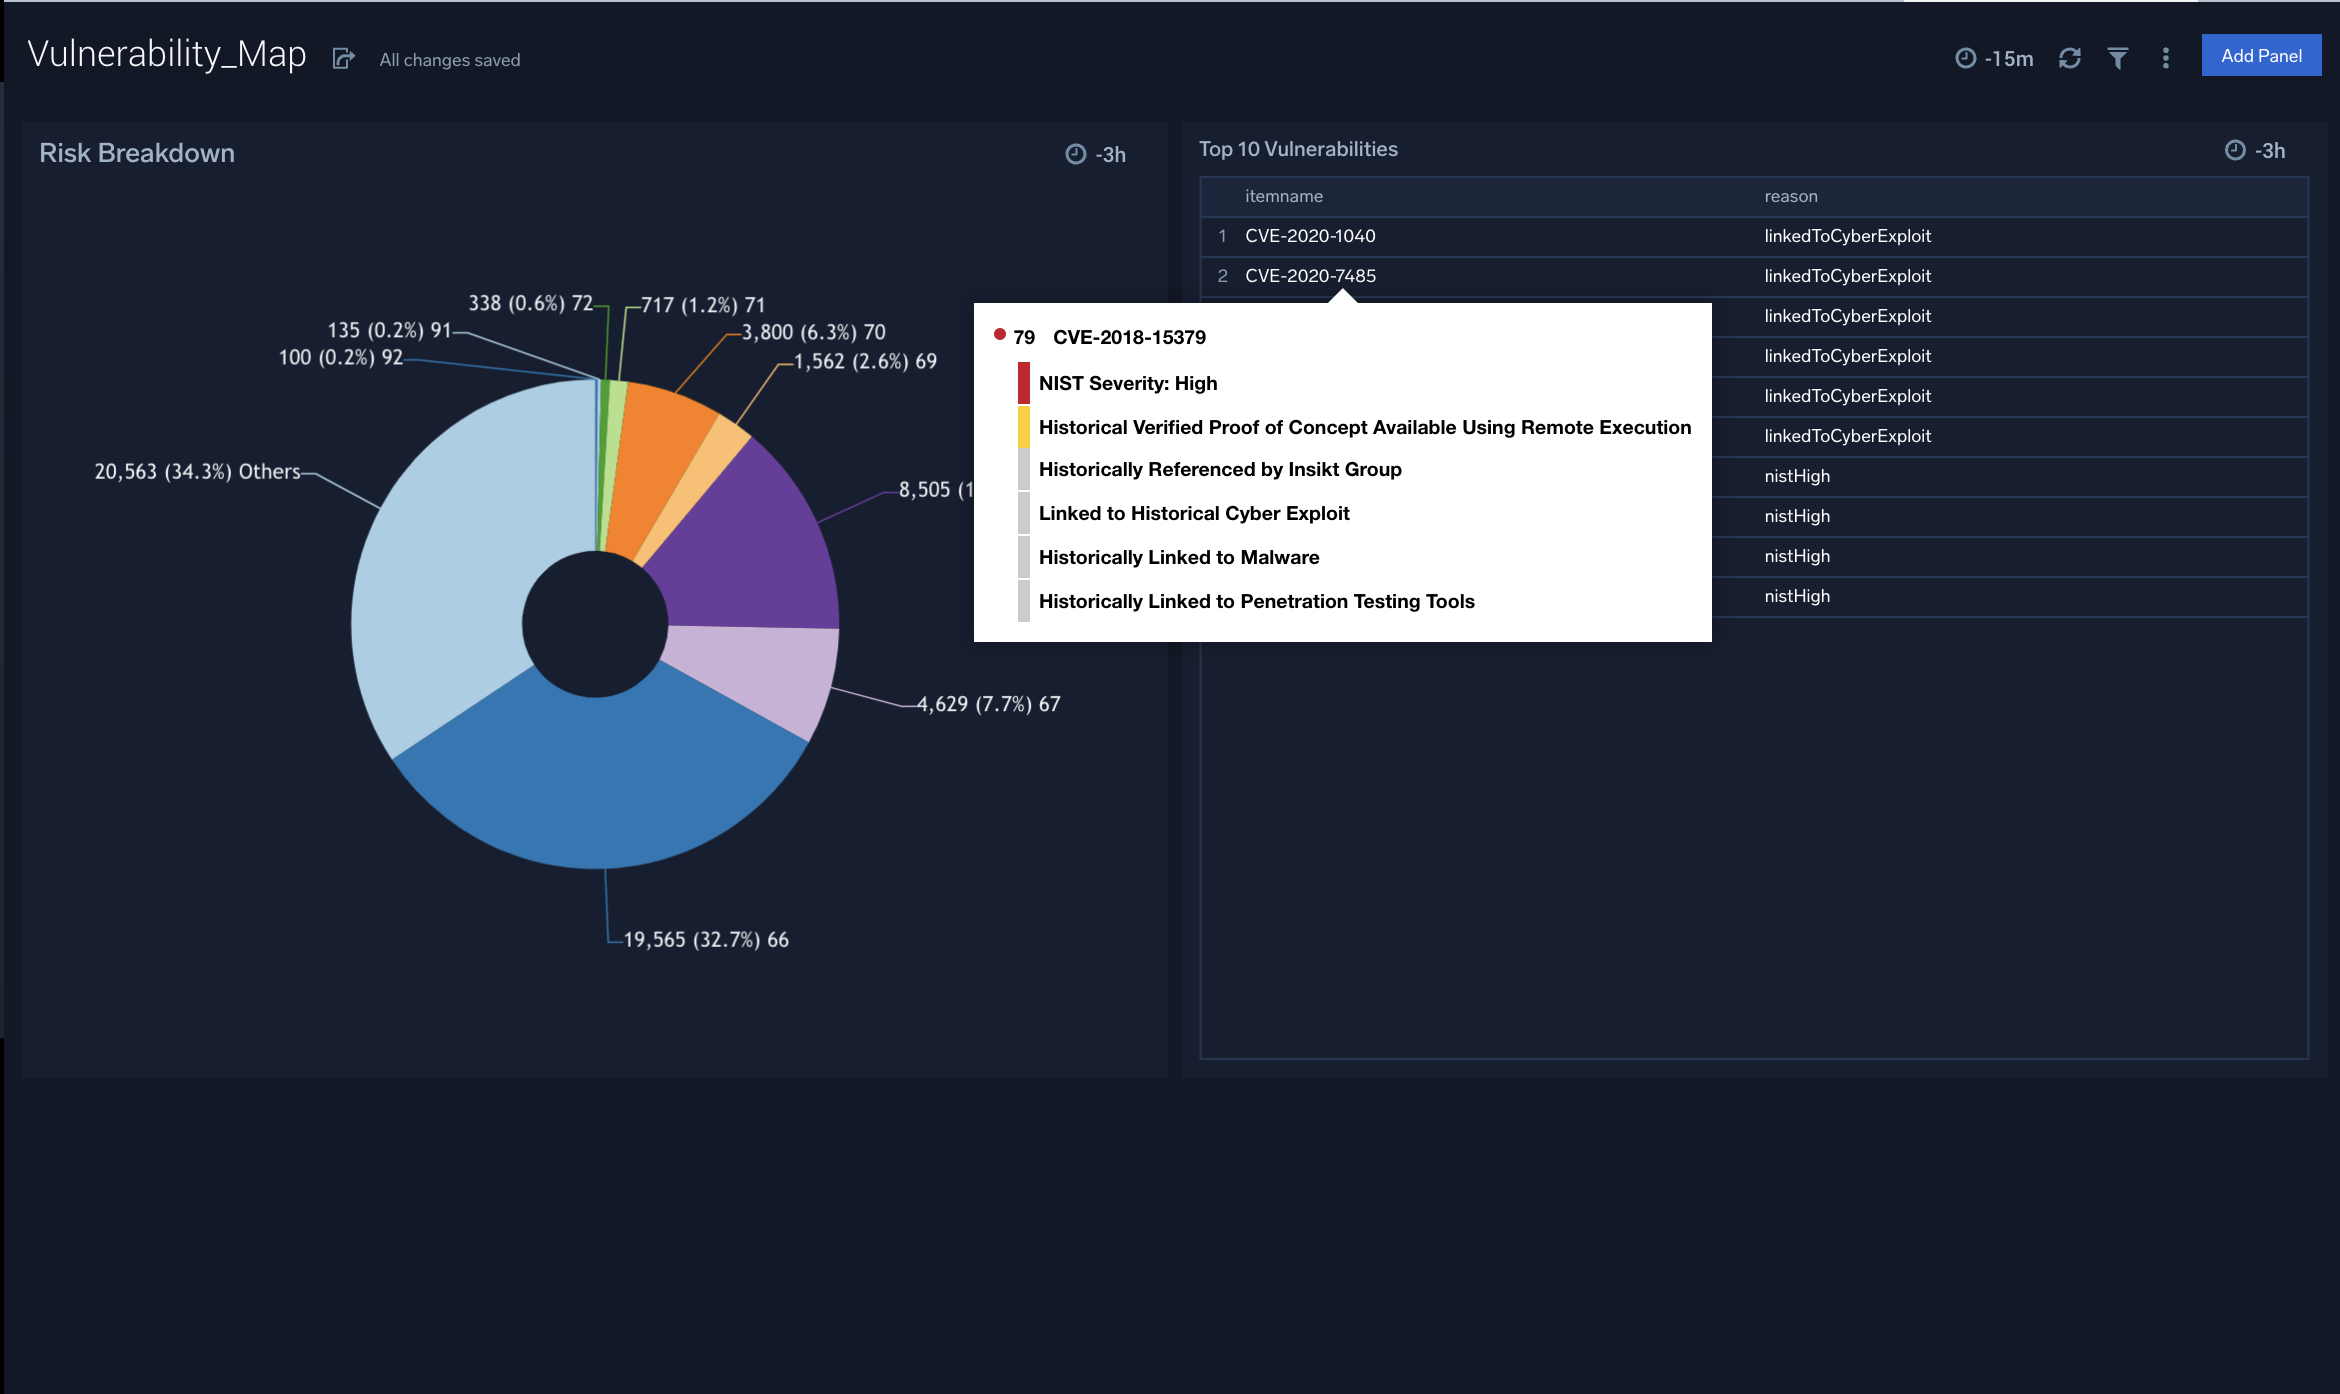 Vulnerability_Map
All changes saved
-15m
Add Panel
Risk Breakdown
-3h
338 (0.6%) 72
717 (1.2%) 71
135 (0.2%) 91
3,800 (6.3%) 70
100 (0.2%) 92
1,562 (2.6%) 69
20,563 (34.3%) Others
8,505 (1
4,629 (7.7%) 67
19,565 (32.7%) 66
Top 10 Vulnerabilities
-3h
itemname reason
1 CVE-2020-1040 linkedToCyberExploit
2 CVE-2020-7485 linkedToCyberExploit
linkedToCyberExploit
linkedToCyberExploit
linkedToCyberExploit
linkedToCyberExploit
nistHigh
nistHigh
nistHigh
nistHigh
79 CVE-2018-15379
NIST Severity: High
Historical Verified Proof of Concept Available Using Remote Execution
Historically Referenced by Insikt Group
Linked to Historical Cyber Exploit
Historically Linked to Malware
Historically Linked to Penetration Testing Tools